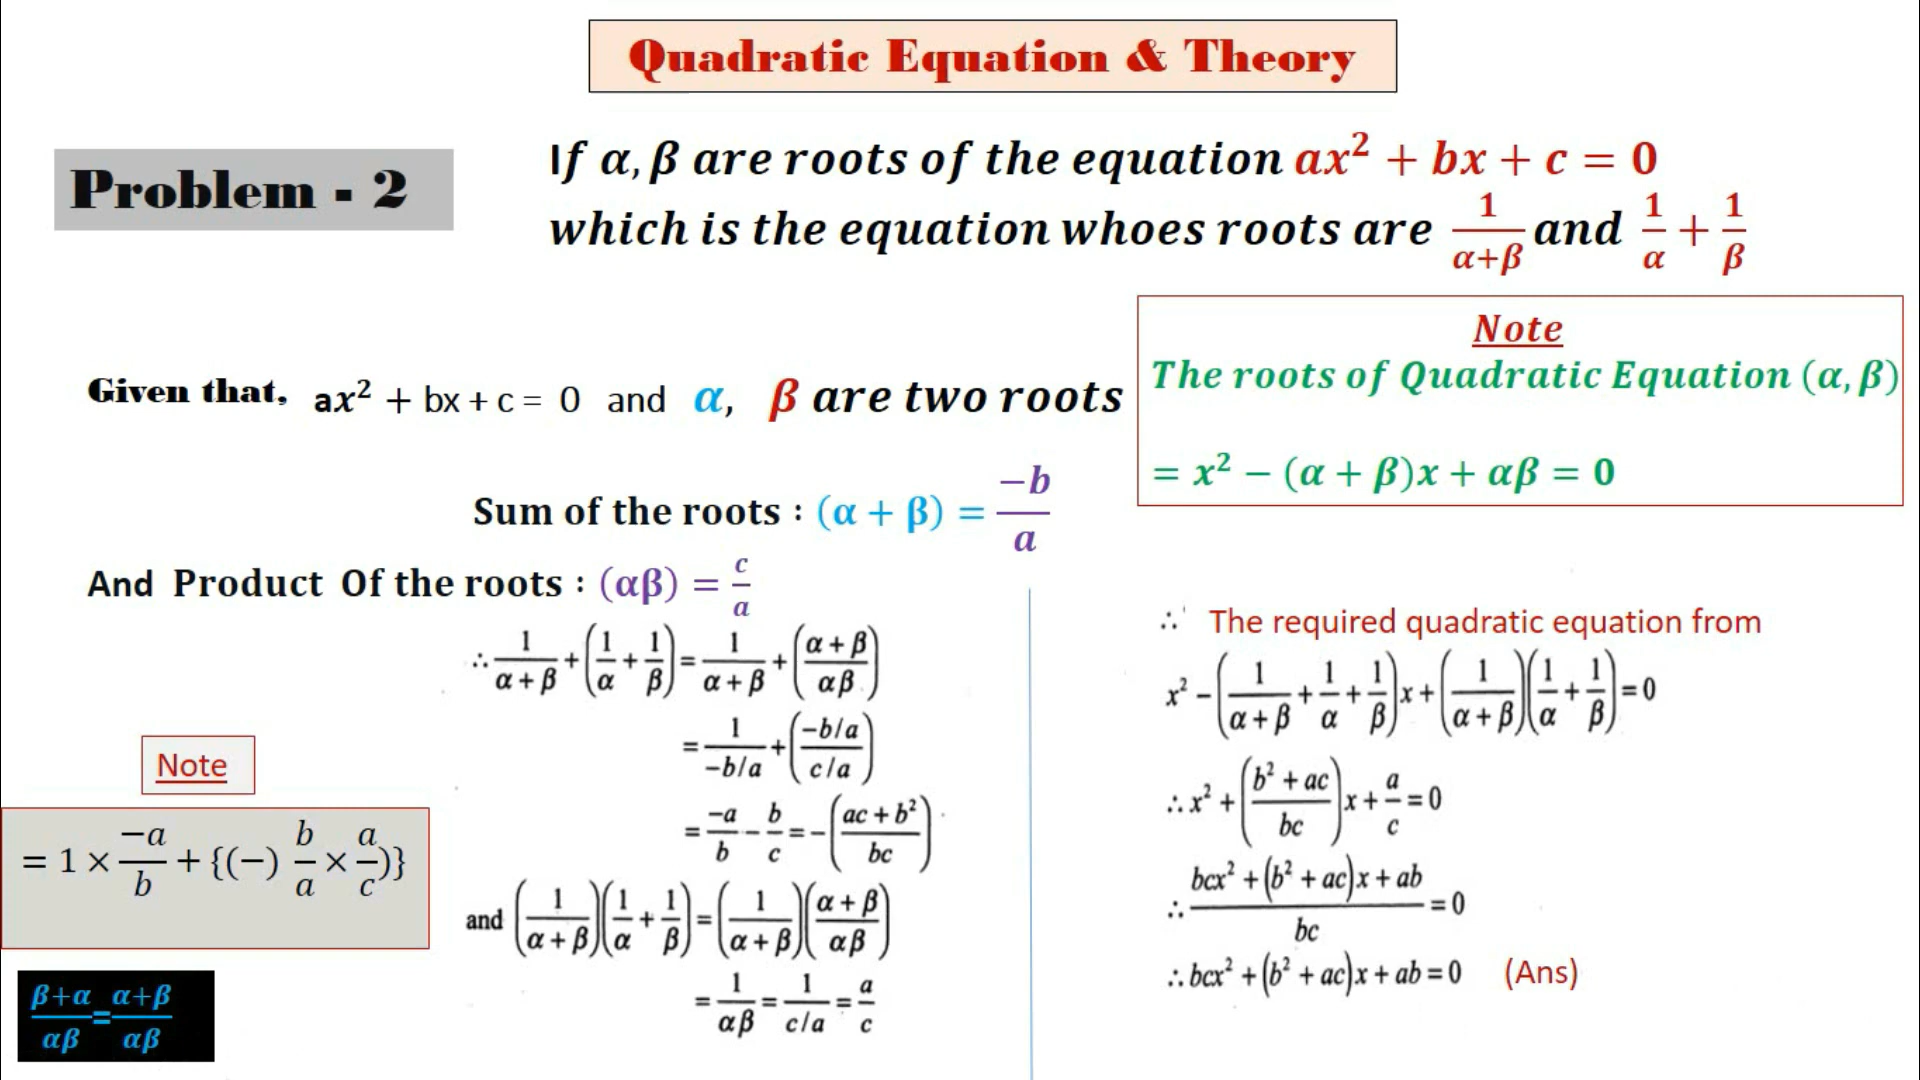 Quadratic Equation & Theory
Problem - 2
If α, β are roots of the equation ax² + bx + c = 0
which is the equation whoes roots are 1/(α+β) and 1/α + 1/β
Given that, ax² + bx + c = 0 and α, β are two roots
Note
The roots of Quadratic Equation (α, β)
= x² − (α + β)x + αβ = 0
Sum of the roots : (α + β) = −b/a
And Product Of the roots : (αβ) = c/a
∴ 1/(α + β) + (1/α + 1/β) = 1/(α + β) + ((α + β)/αβ)
= 1/(−b/a) + ((−b/a)/(c/a))
= −a/b − b/c = −((ac + b²)/bc)
and (1/(α + β))(1/α + 1/β) = (1/(α + β))((α + β)/αβ)
= 1/αβ = 1/(c/a) = a/c
Note
= 1 × −a/b + {(−) b/a × a/c)}
(β+α)/αβ = (α+β)/αβ
∴ The required quadratic equation from
x² − (1/(α + β) + 1/α + 1/β)x + (1/(α + β))(1/α + 1/β) = 0
∴ x² + ((b² + ac)/bc)x + a/c = 0
∴ (bcx² + (b² + ac)x + ab)/bc = 0
∴ bcx² + (b² + ac)x + ab = 0 (Ans)